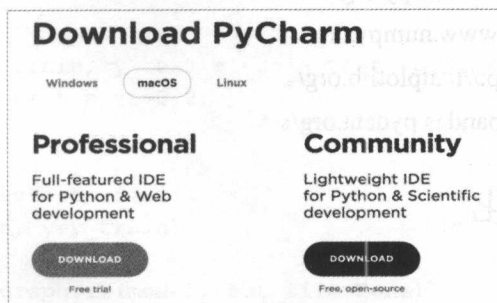 Download PyCharm
Windows
macOS
Linux
Professional
Full-featured IDE
for Python & Web
development
DOWNLOAD
Free trial
Community
Lightweight IDE
for Python & Scientific
development
DOWNLOAD
Free, open-source